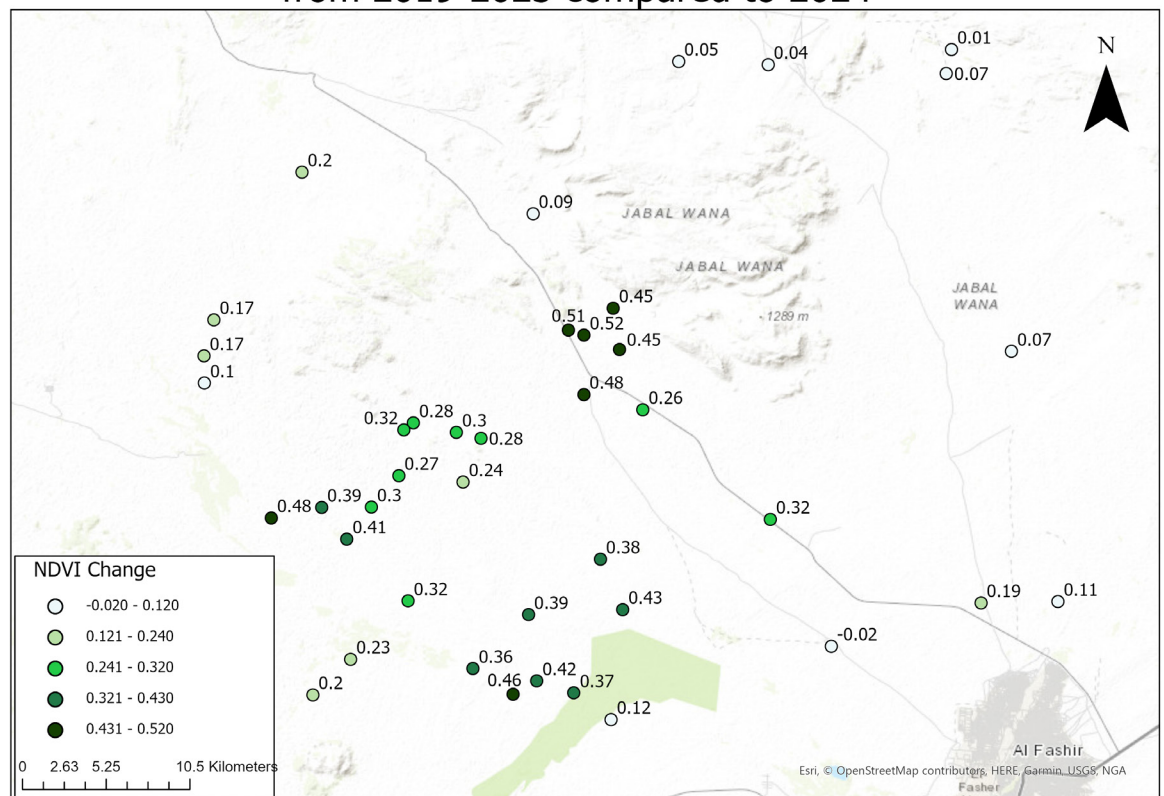 from 2019-2023 compared to 2024
0.05
0.04
0.01
0.07
N
0.2
0.09
JABAL WANA
JABAL WANA
JABAL
WANA
0.17
0.17
0.1
0.45
0.51
0.52
0.45
- 1289 m
0.07
0.48
0.26
0.32
0.28
0.3
0.28
0.27
0.24
0.48
0.39
0.3
0.41
0.32
0.38
0.32
0.39
0.43
0.19
0.11
-0.02
0.23
0.36
0.42
0.2
0.46
0.37
0.12
NDVI Change
-0.020 - 0.120
0.121 - 0.240
0.241 - 0.320
0.321 - 0.430
0.431 - 0.520
0 2.63 5.25 10.5 Kilometers
Al Fashir
Esri, © OpenStreetMap contributors, HERE, Garmin, USGS, NGA
Fasher